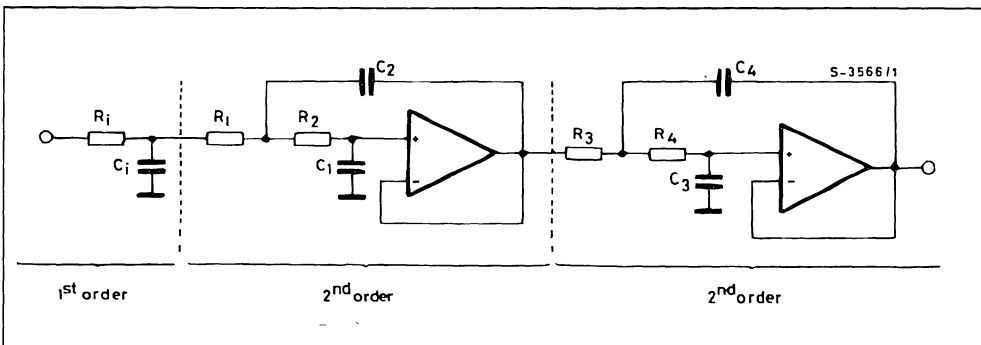 C2
C4
S-3566/1
Ri
R1
R2
R3
R4
+
+
Ci
C1
C3
−
−
1st order
2nd order
2nd order